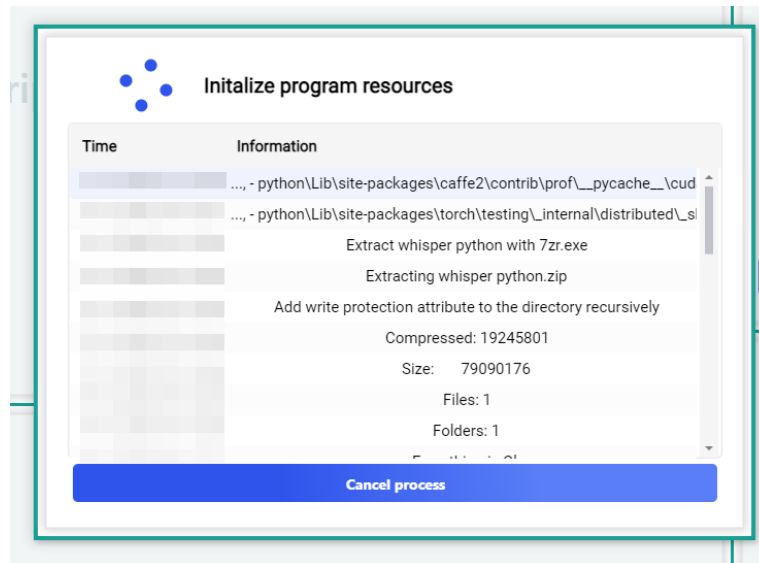 Initalize program resources
Time Information
..., - python\Lib\site-packages\caffe2\contrib\prof\__pycache__\cud
..., - python\Lib\site-packages\torch\testing\_internal\distributed\_s
Extract whisper python with 7zr.exe
Extracting whisper python.zip
Add write protection attribute to the directory recursively
Compressed: 19245801
Size: 79090176
Files: 1
Folders: 1
Cancel process